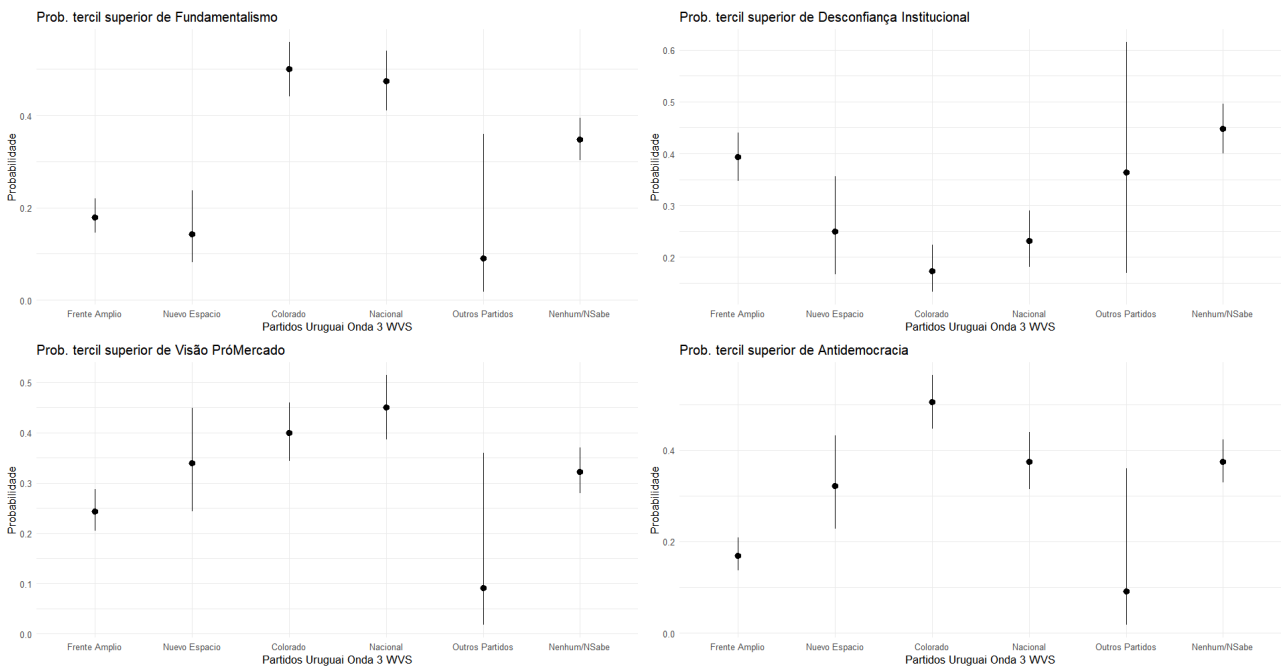 Prob. tercil superior de Fundamentalismo
Probabilidade
0.4
0.2
0.0
Frente Amplio Nuevo Espacio Colorado Nacional Outros Partidos Nenhum/NSabe
Partidos Uruguai Onda 3 WVS
Prob. tercil superior de Desconfiança Institucional
Probabilidade
0.6
0.5
0.4
0.3
0.2
Frente Amplio Nuevo Espacio Colorado Nacional Outros Partidos Nenhum/NSabe
Partidos Uruguai Onda 3 WVS
Prob. tercil superior de Visão PróMercado
Probabilidade
0.5
0.4
0.3
0.2
0.1
0.0
Frente Amplio Nuevo Espacio Colorado Nacional Outros Partidos Nenhum/NSabe
Partidos Uruguai Onda 3 WVS
Prob. tercil superior de Antidemocracia
Probabilidade
0.4
0.2
0.0
Frente Amplio Nuevo Espacio Colorado Nacional Outros Partidos Nenhum/NSabe
Partidos Uruguai Onda 3 WVS